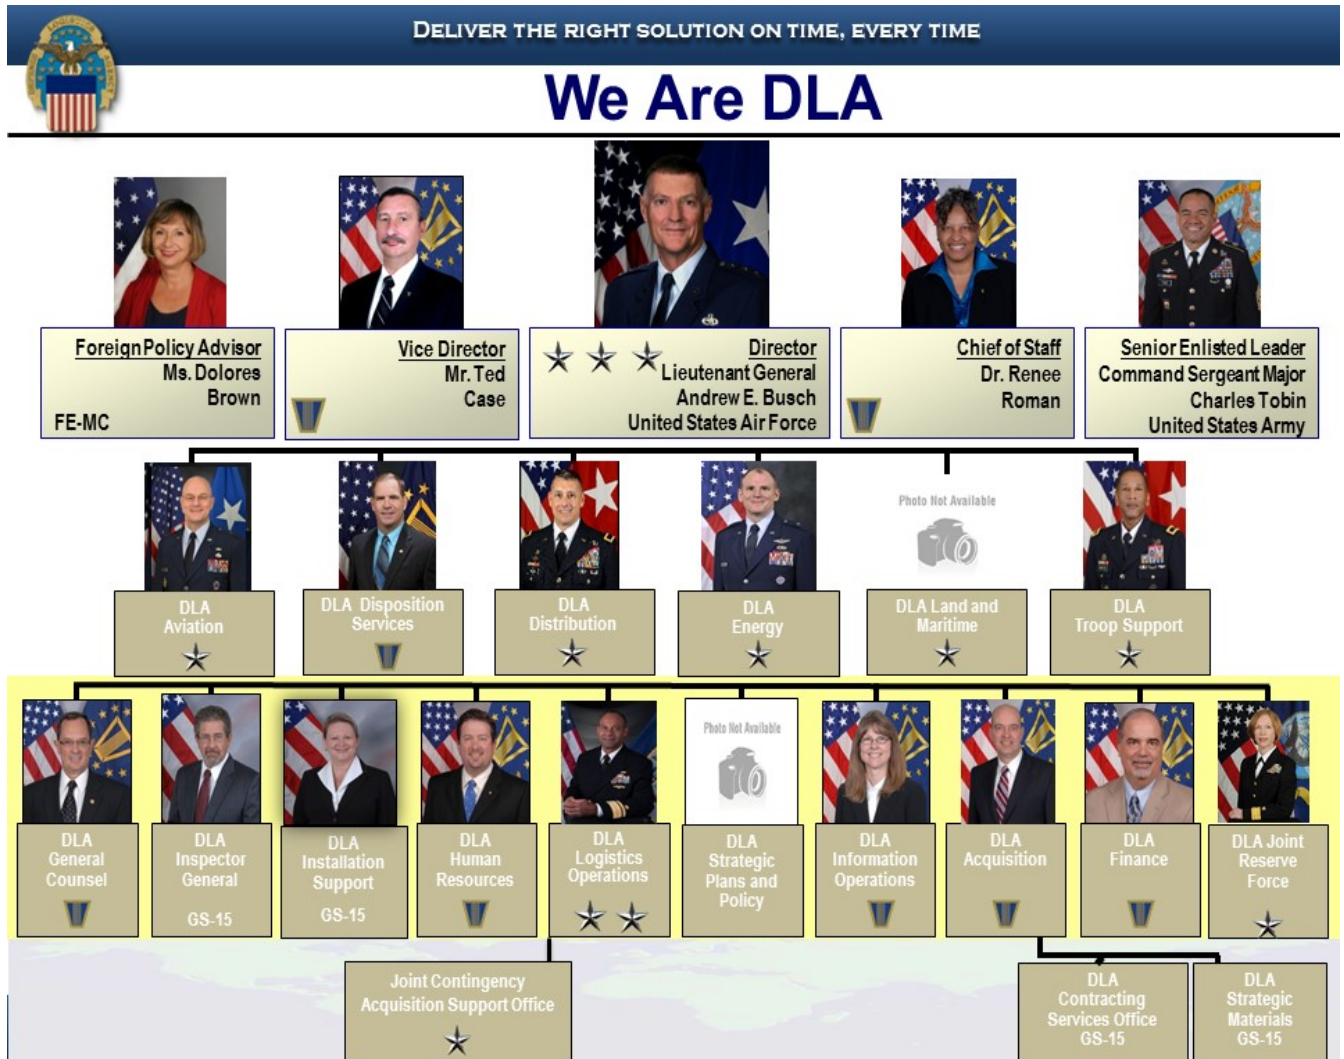 DELIVER THE RIGHT SOLUTION ON TIME, EVERY TIME
We Are DLA
Foreign Policy Advisor
Ms. Dolores
Brown
FE-MC
Vice Director
Mr. Ted
Case
Director
Lieutenant General
Andrew E. Busch
United States Air Force
Chief of Staff
Dr. Renee
Roman
Senior Enlisted Leader
Command Sergeant Major
Charles Tobin
United States Army
Photo Not Available
DLA
Aviation
DLA Disposition
Services
DLA
Distribution
DLA
Energy
DLA Land and
Maritime
DLA
Troop Support
Photo Not Available
DLA
General
Counsel
DLA
Inspector
General
GS-15
DLA
Installation
Support
GS-15
DLA
Human
Resources
DLA
Logistics
Operations
DLA
Strategic
Plans and
Policy
DLA
Information
Operations
DLA
Acquisition
DLA
Finance
DLA Joint
Reserve
Force
Joint Contingency
Acquisition Support Office
DLA
Contracting
Services Office
GS-15
DLA
Strategic
Materials
GS-15